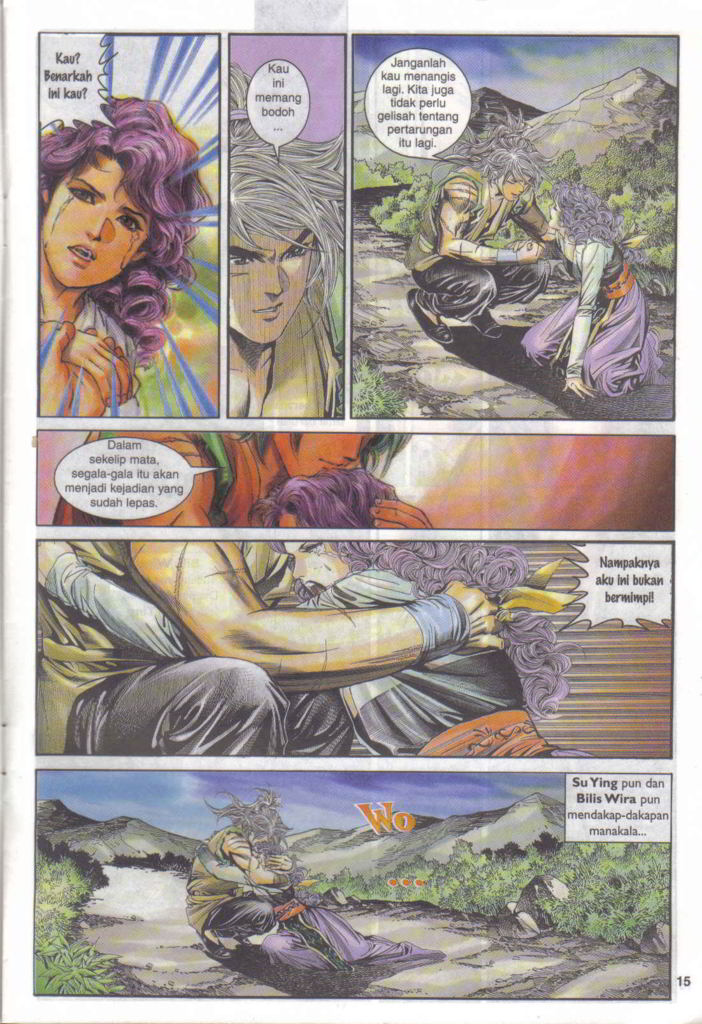 Kau?
Benarkah
ini kau?
Kau
ini
memang
bodoh
...
Janganlah
kau menangis
lagi. Kita juga
tidak perlu
gelisah tentang
pertarungan
itu lagi.
Dalam
sekelip mata,
segala-gala itu akan
menjadi kejadian yang
sudah lepas.
Nampaknya
aku ini bukan
bermimpi!
Su Ying pun dan
Bilis Wira pun
mendakap-dakapan
manakala...
Wo
...
15